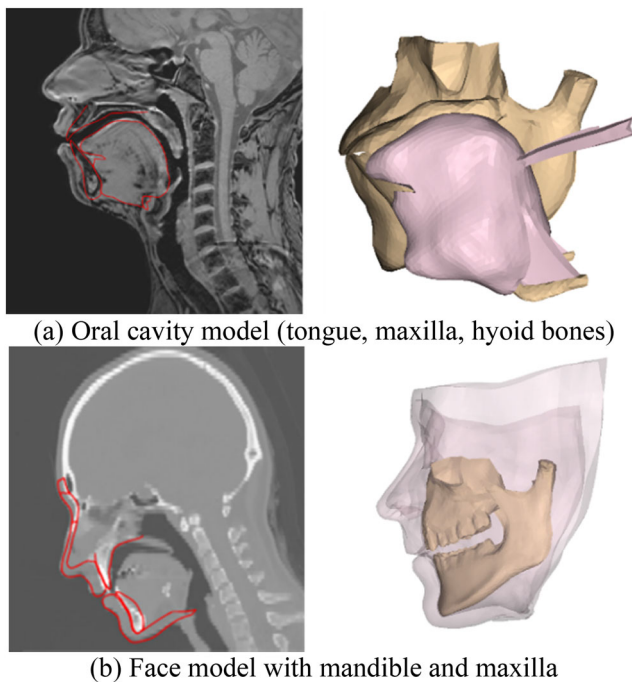 (a) Oral cavity model (tongue, maxilla, hyoid bones)
(b) Face model with mandible and maxilla